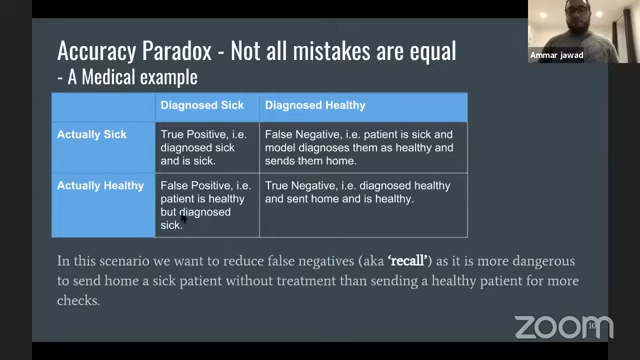 Accuracy Paradox - Not all mistakes are equal
- A Medical example
Ammar jawad
Diagnosed Sick
Diagnosed Healthy
Actually Sick
True Positive, i.e.
diagnosed sick
and is sick.
False Negative, i.e. patient is sick and
model diagnoses them as healthy and
sends them home.
Actually Healthy
False Positive, i.e.
patient is healthy
but diagnosed
sick.
True Negative, i.e. diagnosed healthy
and sent home and is healthy.
In this scenario we want to reduce false negatives (aka ‘recall’) as it is more dangerous
to send home a sick patient without treatment than sending a healthy patient for more
checks.
zoom